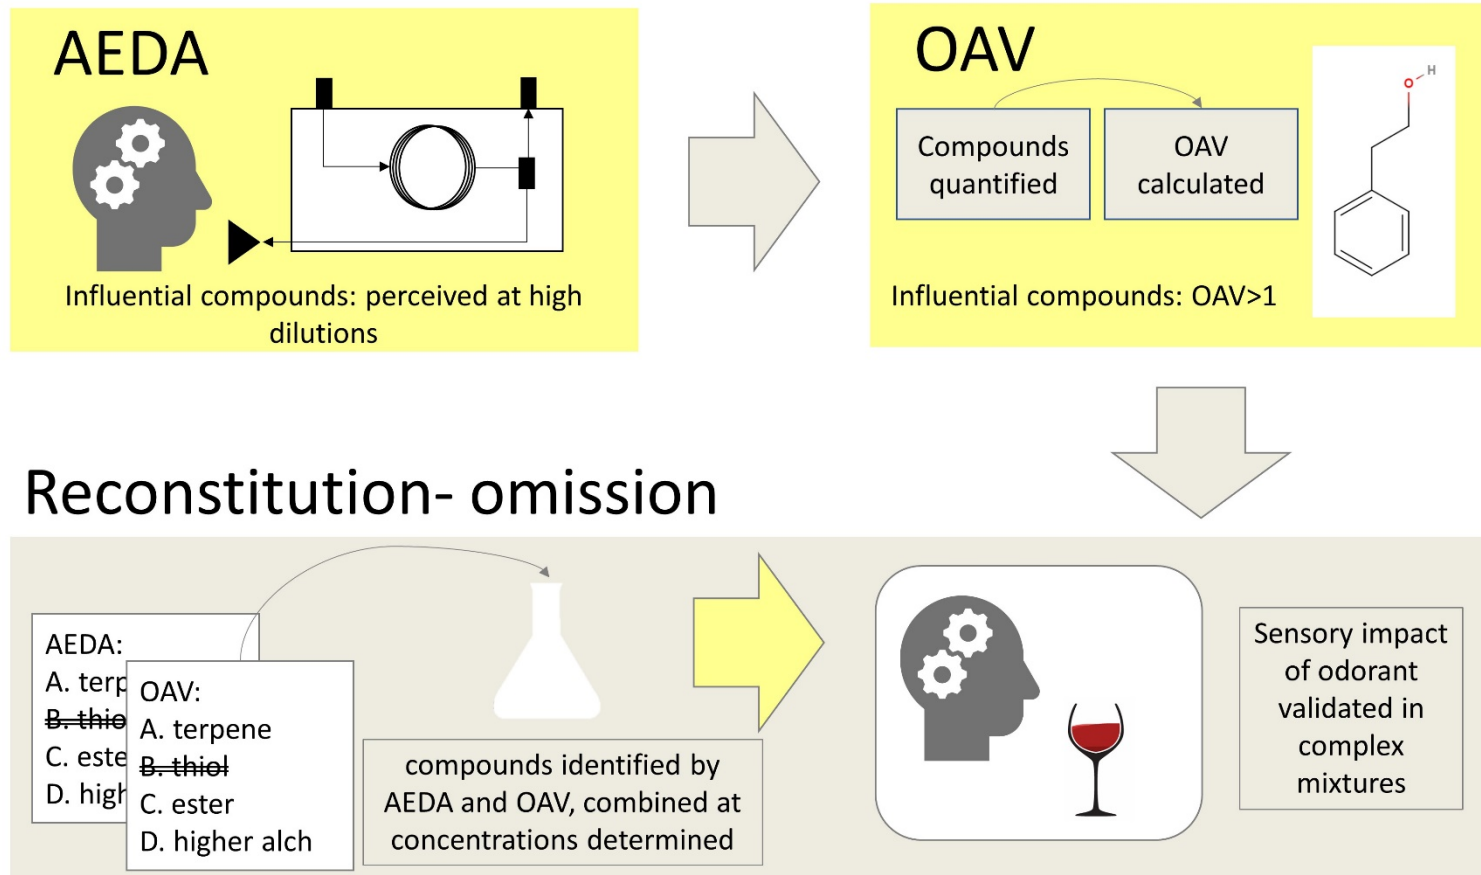 AEDA
Influential compounds: perceived at high
dilutions
OAV
Compounds
quantified
OAV
calculated
O
H
Influential compounds: OAV>1
Reconstitution- omission
AEDA:
A. terp
B. thio
C. este
D. high
OAV:
A. terpene
B. thiol
C. ester
D. higher alch
compounds identified by
AEDA and OAV, combined at
concentrations determined
Sensory impact
of odorant
validated in
complex
mixtures